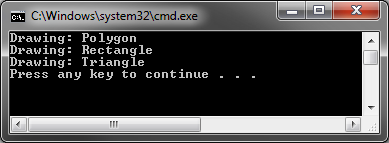 C:\Windows\system32\cmd.exe
Drawing: Polygon
Drawing: Rectangle
Drawing: Triangle
Press any key to continue . . .